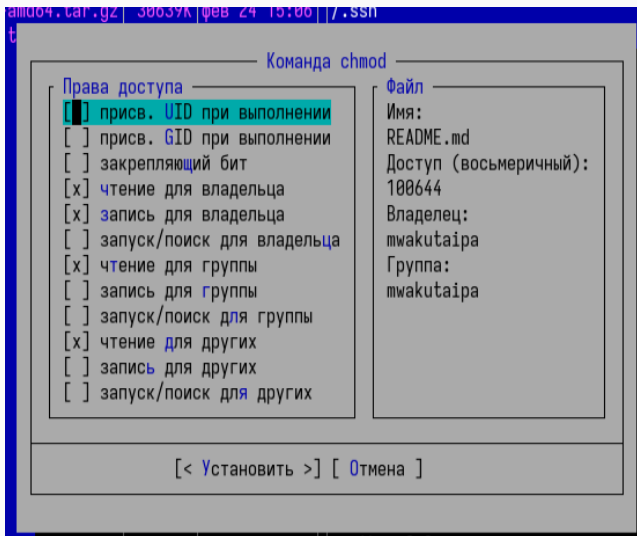 amd64.tar.gz| 30639K|фев 24 15:06||/.ssh
t
Команда chmod
Права доступа
[ ] присв. UID при выполнении
[ ] присв. GID при выполнении
[ ] закрепляющий бит
[x] чтение для владельца
[x] запись для владельца
[ ] запуск/поиск для владельца
[x] чтение для группы
[ ] запись для группы
[ ] запуск/поиск для группы
[x] чтение для других
[ ] запись для других
[ ] запуск/поиск для других
Файл
Имя:
README.md
Доступ (восьмеричный):
100644
Владелец:
mwakutaipa
Группа:
mwakutaipa
[< Установить >] [ Отмена ]